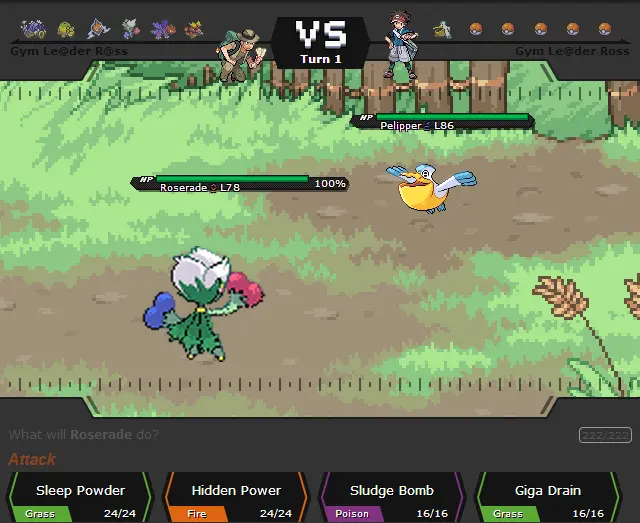 VS
Turn 1
Gym Le@der R@ss
Gym Le@der Ross
HP
Pelipper L86
HP
Roserade L78 100%
What will Roserade do?
222/222
Attack
Sleep Powder
Grass 24/24
Hidden Power
Fire 24/24
Sludge Bomb
Poison 16/16
Giga Drain
Grass 16/16